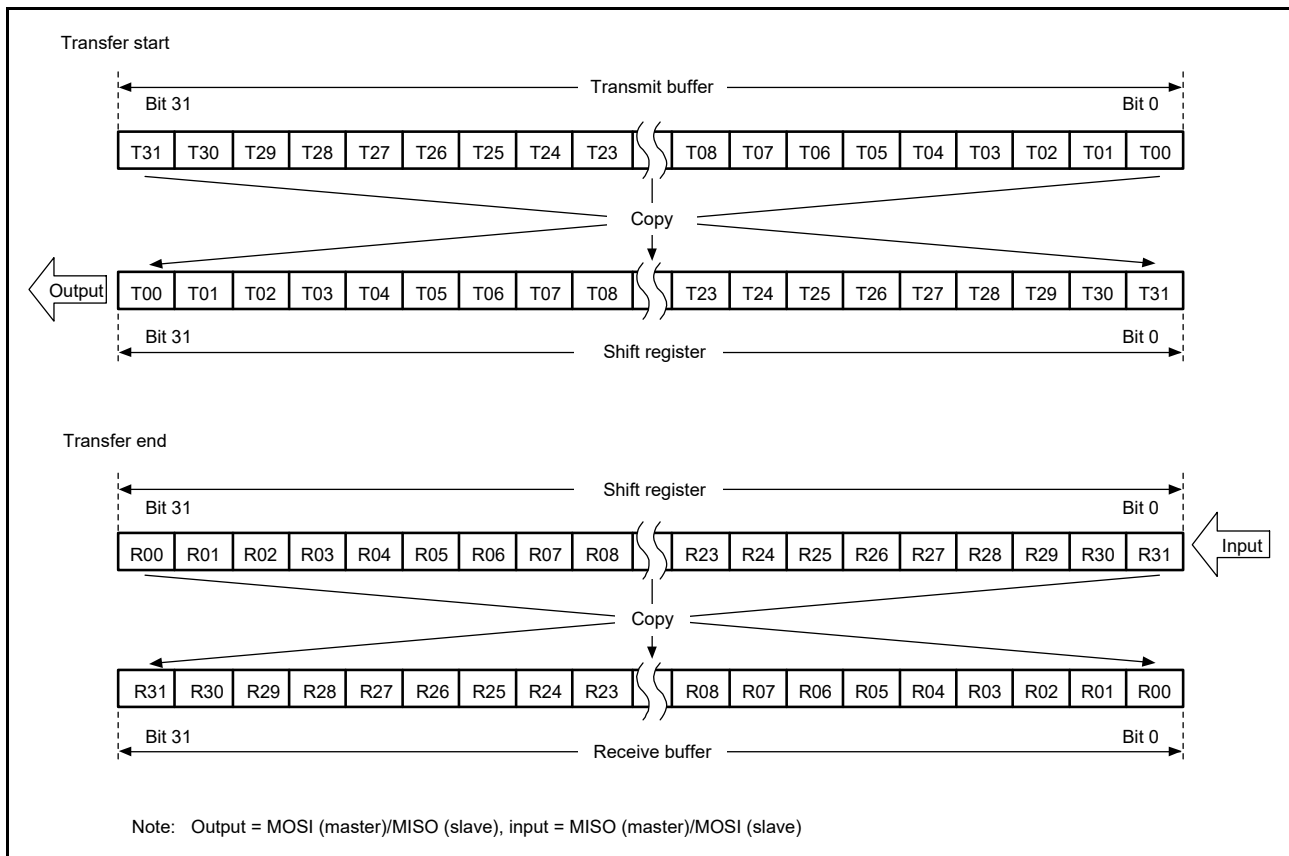 Transfer start
Transmit buffer
Bit 31 Bit 0
T31 T30 T29 T28 T27 T26 T25 T24 T23 T08 T07 T06 T05 T04 T03 T02 T01 T00
Copy
Output T00 T01 T02 T03 T04 T05 T06 T07 T08 T23 T24 T25 T26 T27 T28 T29 T30 T31
Bit 31 Bit 0
Shift register
Transfer end
Shift register
Bit 31 Bit 0
R00 R01 R02 R03 R04 R05 R06 R07 R08 R23 R24 R25 R26 R27 R28 R29 R30 R31 Input
Copy
R31 R30 R29 R28 R27 R26 R25 R24 R23 R08 R07 R06 R05 R04 R03 R02 R01 R00
Bit 31 Bit 0
Receive buffer
Note: Output = MOSI (master)/MISO (slave), input = MISO (master)/MOSI (slave)